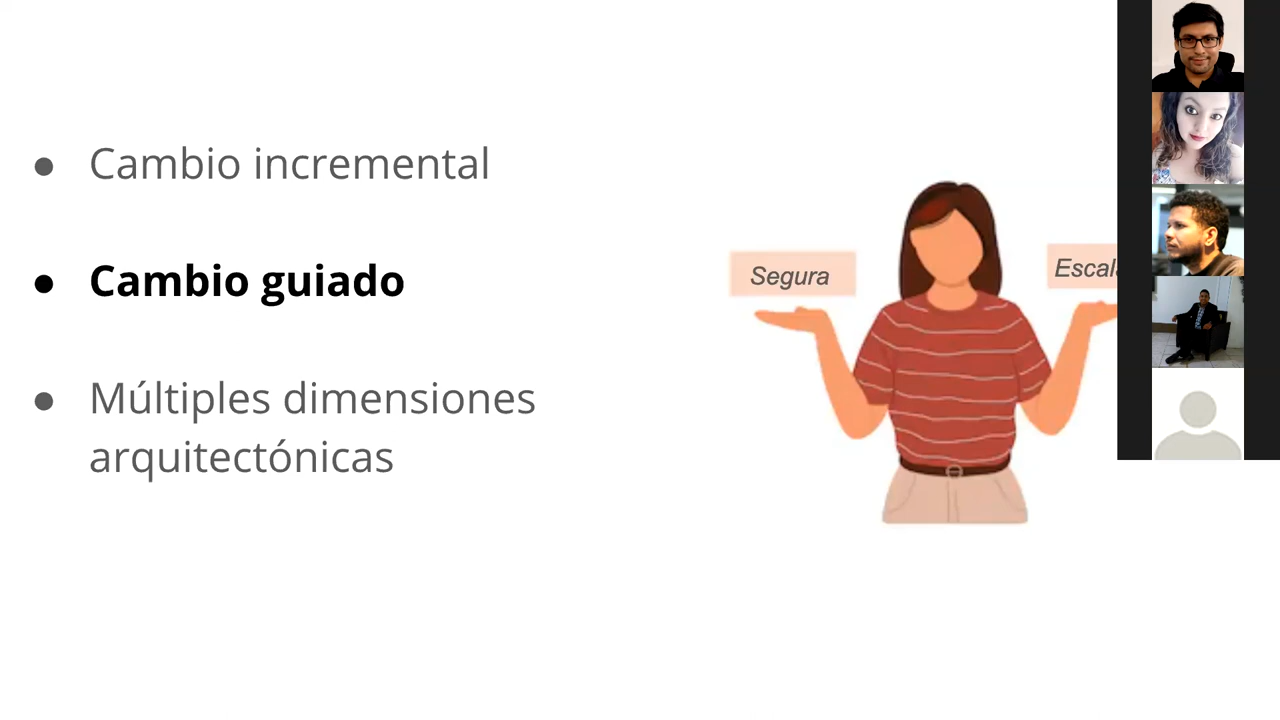 Cambio incremental
Cambio guiado
Múltiples dimensiones
arquitectónicas
Segura